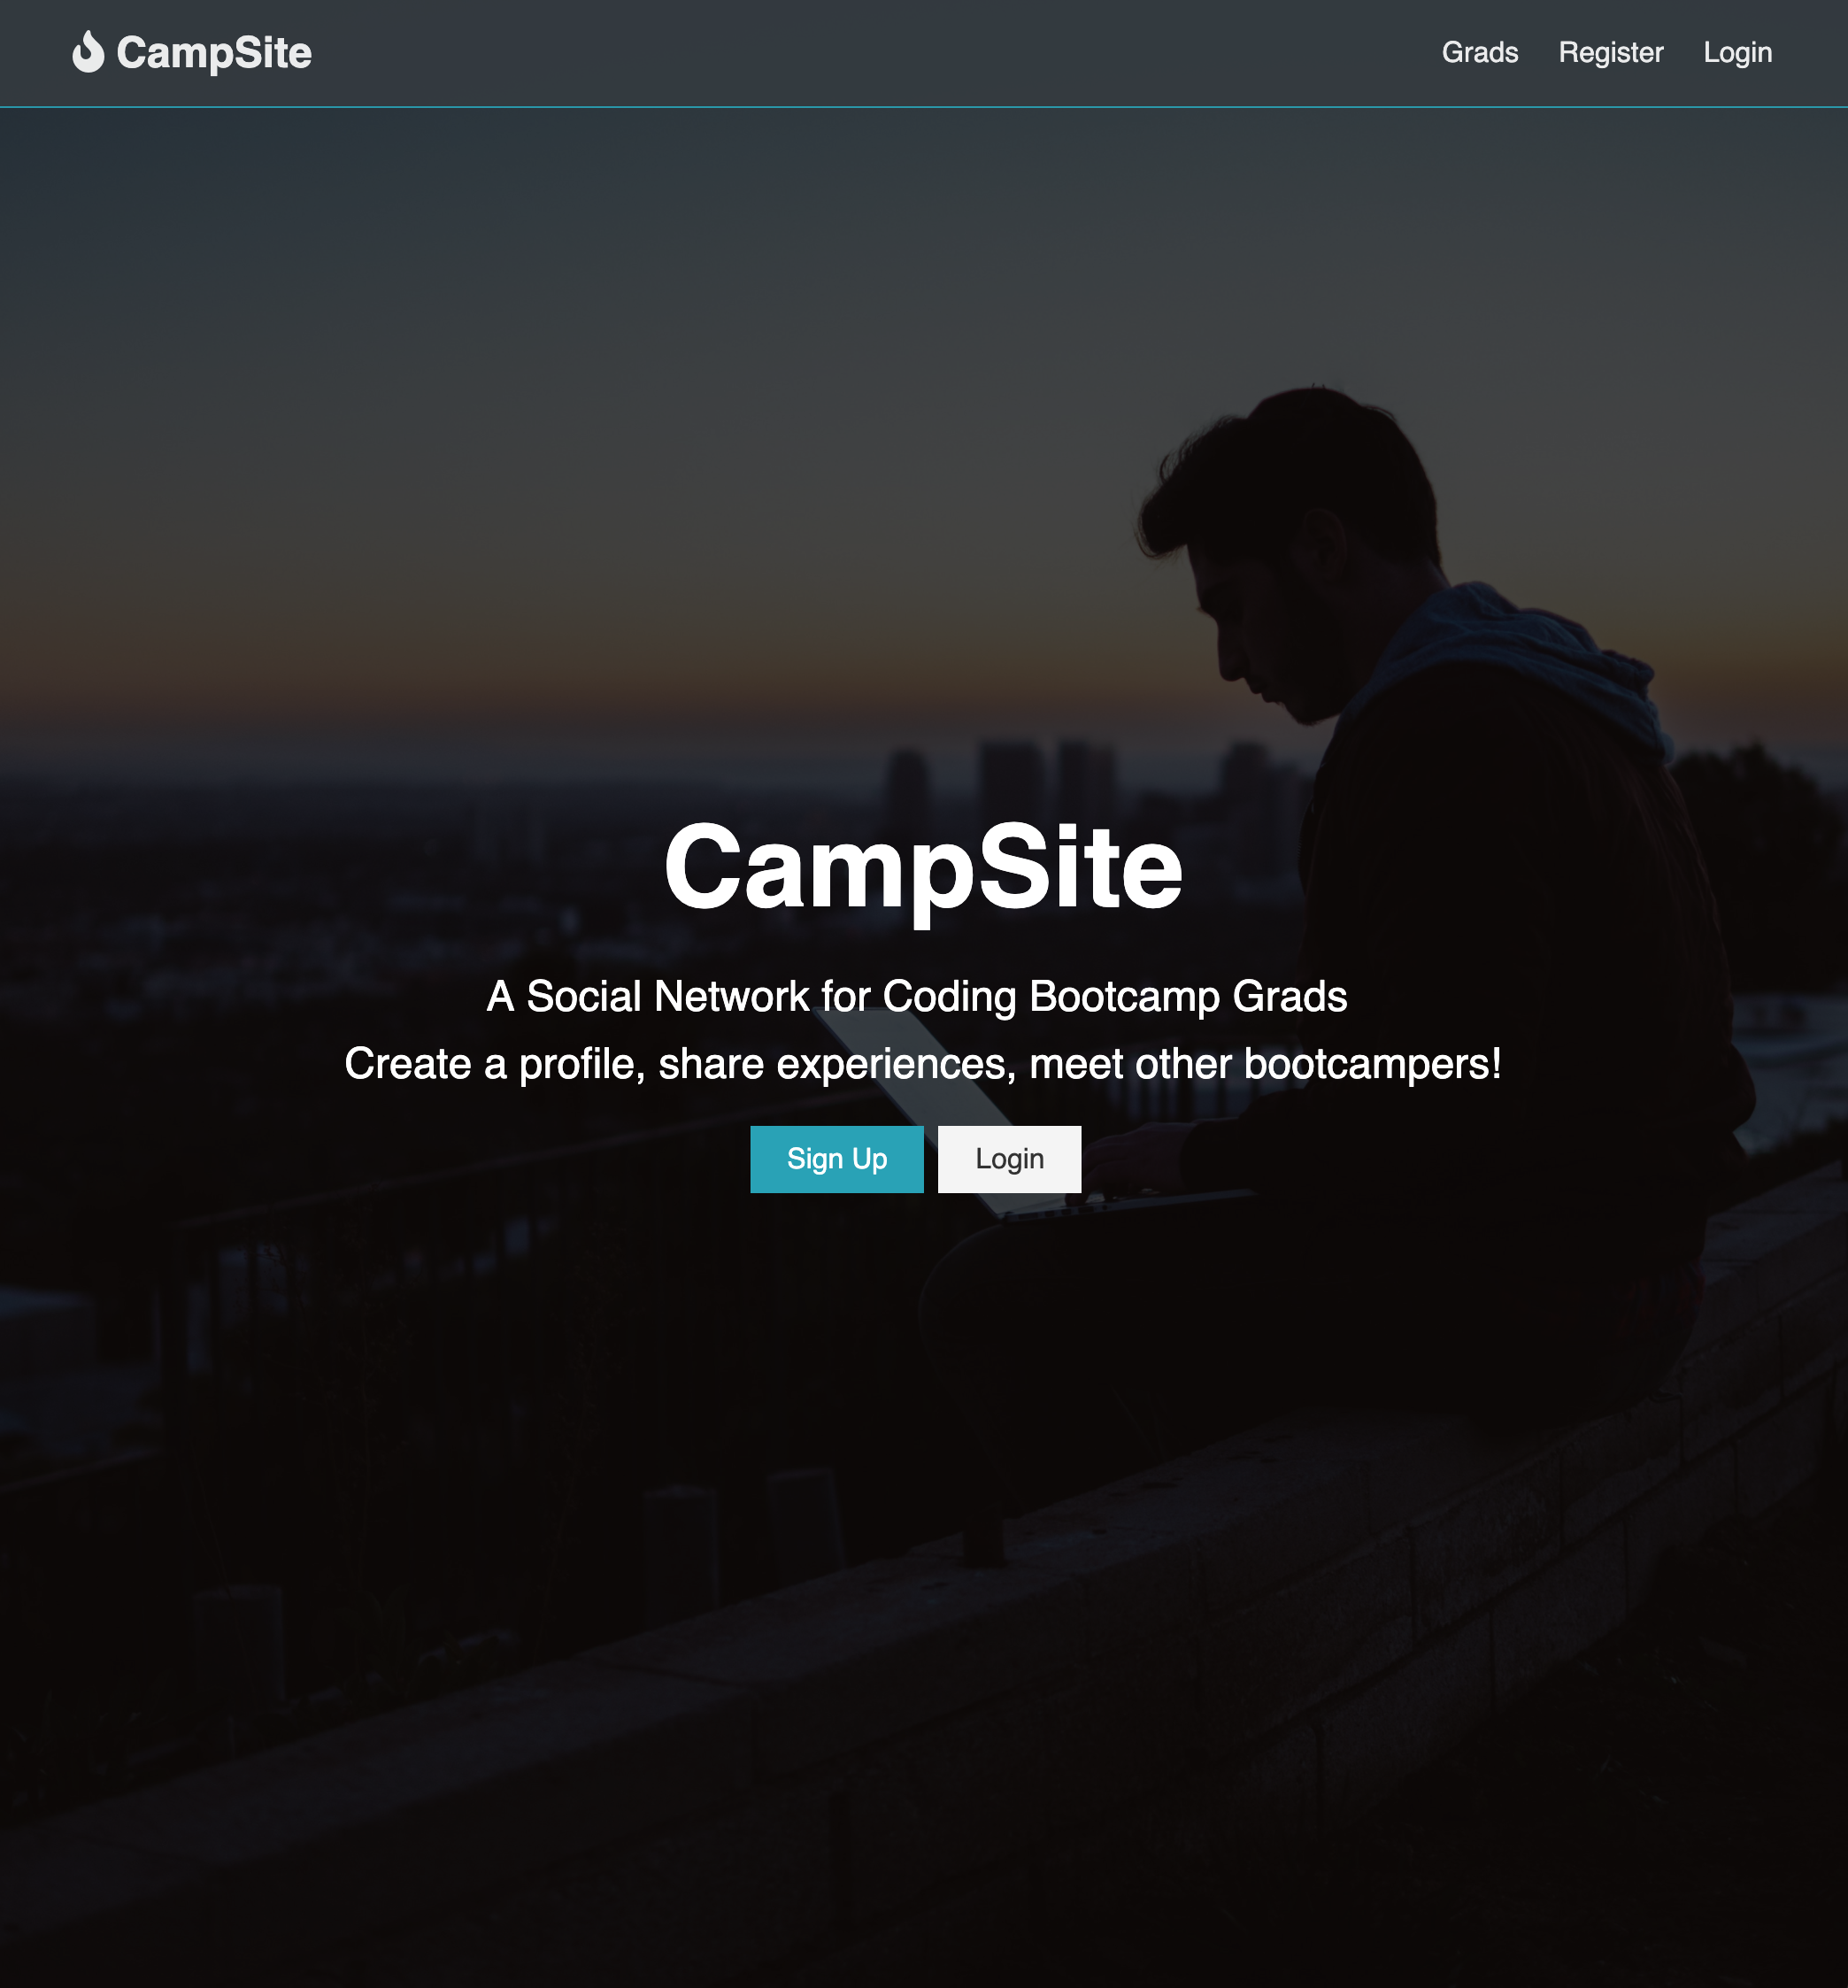 CampSite
Grads Register Login
CampSite
A Social Network for Coding Bootcamp Grads
Create a profile, share experiences, meet other bootcampers!
Sign Up Login